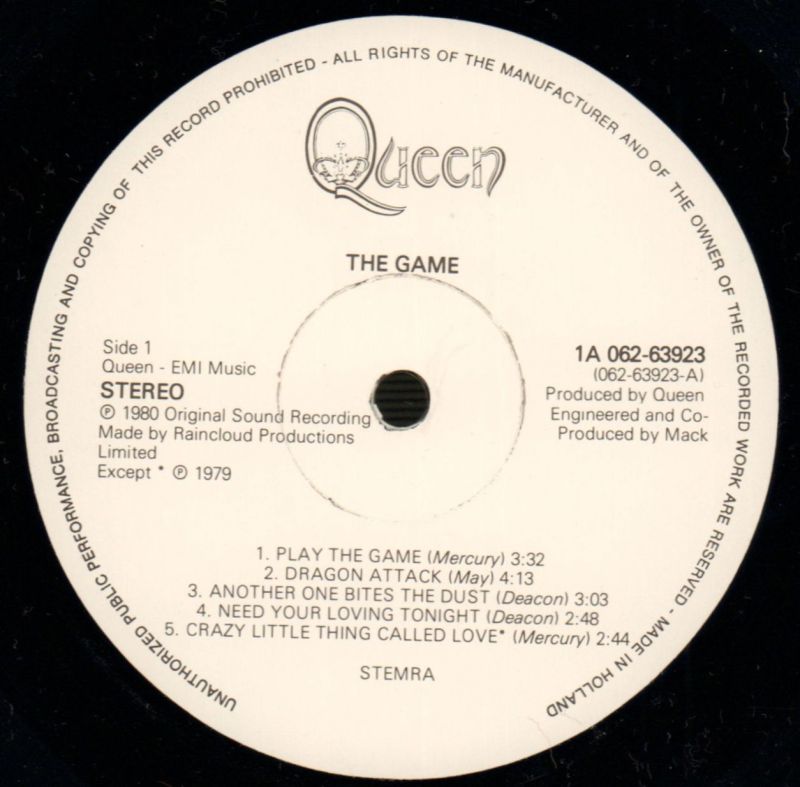 UNAUTHORIZED PUBLIC PERFORMANCE, BROADCASTING AND COPYING OF THIS RECORD PROHIBITED - ALL RIGHTS OF THE MANUFACTURER AND OF THE OWNER OF THE RECORDED WORK ARE RESERVED - MADE IN HOLLAND
Queen
THE GAME
Side 1
Queen - EMI Music
STEREO
℗ 1980 Original Sound Recording
Made by Raincloud Productions
Limited
Except * ℗ 1979
1A 062-63923
(062-63923-A)
Produced by Queen
Engineered and Co-
Produced by Mack
1. PLAY THE GAME (Mercury) 3:32
2. DRAGON ATTACK (May) 4:13
3. ANOTHER ONE BITES THE DUST (Deacon) 3:03
4. NEED YOUR LOVING TONIGHT (Deacon) 2:48
5. CRAZY LITTLE THING CALLED LOVE* (Mercury) 2:44
STEMRA